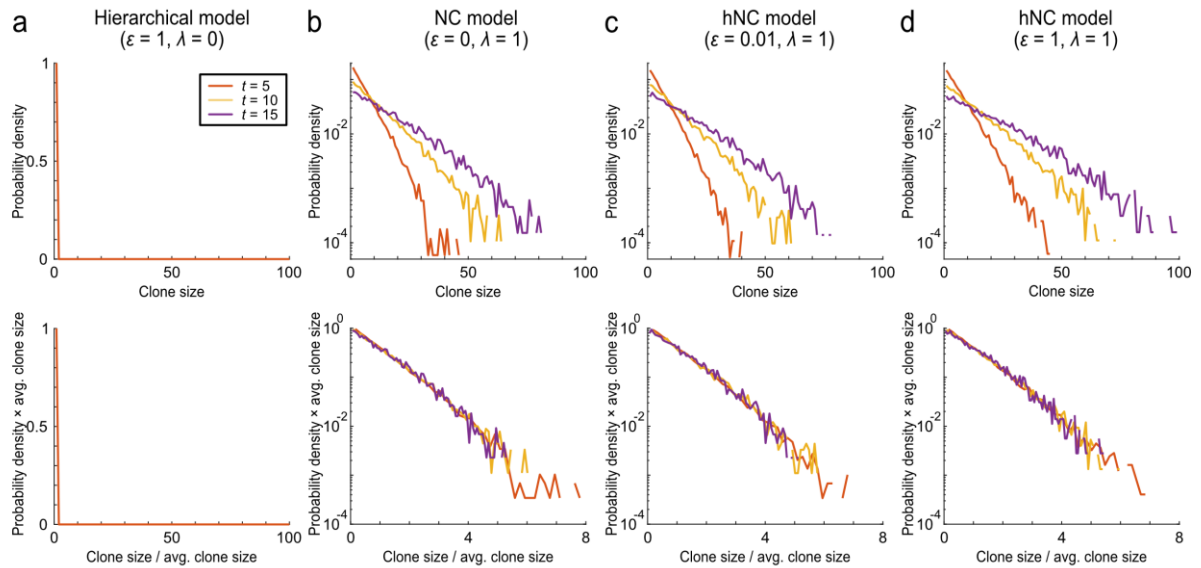 a
Hierarchical model
(ε = 1, λ = 0)
b
NC model
(ε = 0, λ = 1)
c
hNC model
(ε = 0.01, λ = 1)
d
hNC model
(ε = 1, λ = 1)
Probability density
1
0.5
0
t = 5
t = 10
t = 15
0 50 100
Clone size
Probability density
10⁻²
10⁻⁴
0 50 100
Clone size
Probability density
10⁻²
10⁻⁴
0 50 100
Clone size
Probability density
10⁻²
10⁻⁴
0 50 100
Clone size
Probability density × avg. clone size
1
0.5
0
0 50 100
Clone size / avg. clone size
Probability density × avg. clone size
10⁰
10⁻²
10⁻⁴
0 4 8
Clone size / avg. clone size
Probability density × avg. clone size
10⁰
10⁻²
10⁻⁴
0 4 8
Clone size / avg. clone size
Probability density × avg. clone size
10⁰
10⁻²
10⁻⁴
0 4 8
Clone size / avg. clone size